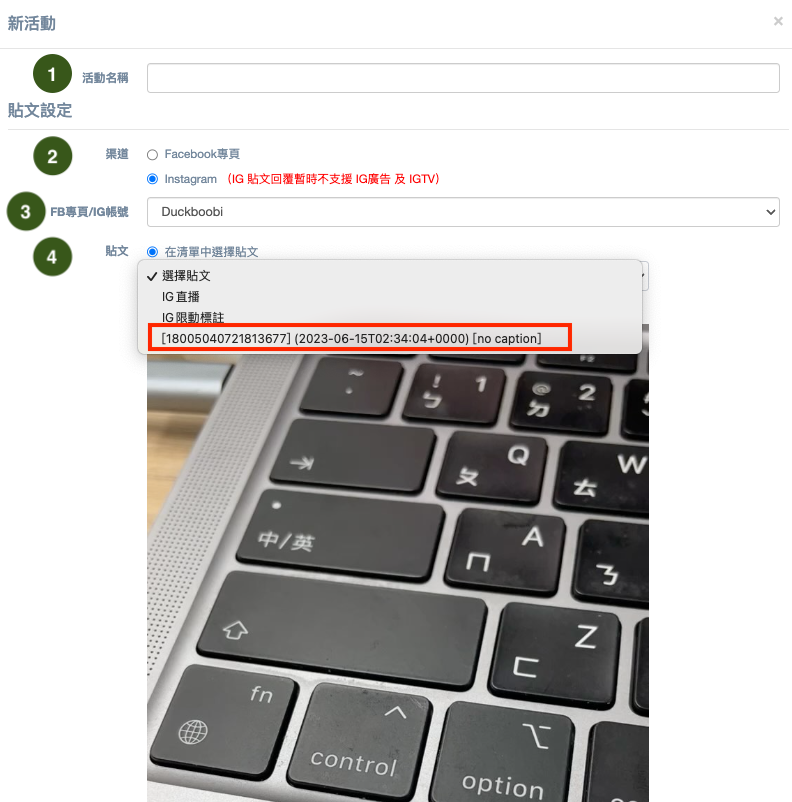 新活動
×
1 活動名稱
貼文設定
2 渠道 Facebook專頁
Instagram (IG 貼文回覆暫時不支援 IG廣告 及 IGTV)
3 FB專頁/IG帳號 Duckboobi
4 貼文 在清單中選擇貼文
✓ 選擇貼文
IG 直播
IG 限動標註
[18005040721813677] (2023-06-15T02:34:04+0000) [no caption]
~ ! 1 @ 2
· ㄅ ㄉ
Q W
ㄆ ㄊ
中/英 A
ㄇ ㄋ
Z
ㄈ
fn
control option